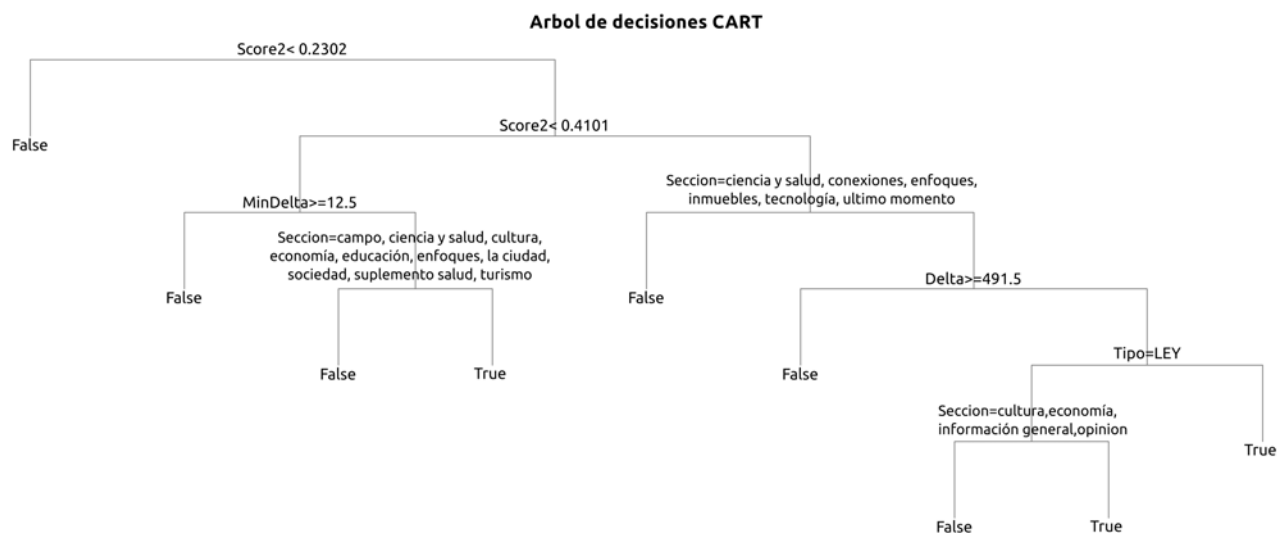 Arbol de decisiones CART
Score2< 0.2302
False
Score2< 0.4101
MinDelta>=12.5
Seccion=ciencia y salud, conexiones, enfoques,
inmuebles, tecnología, ultimo momento
Seccion=campo, ciencia y salud, cultura,
economía, educación, enfoques, la ciudad,
sociedad, suplemento salud, turismo
False
False
Delta>=491.5
False
True
False
Tipo=LEY
Seccion=cultura,economía,
información general,opinion
True
False
True